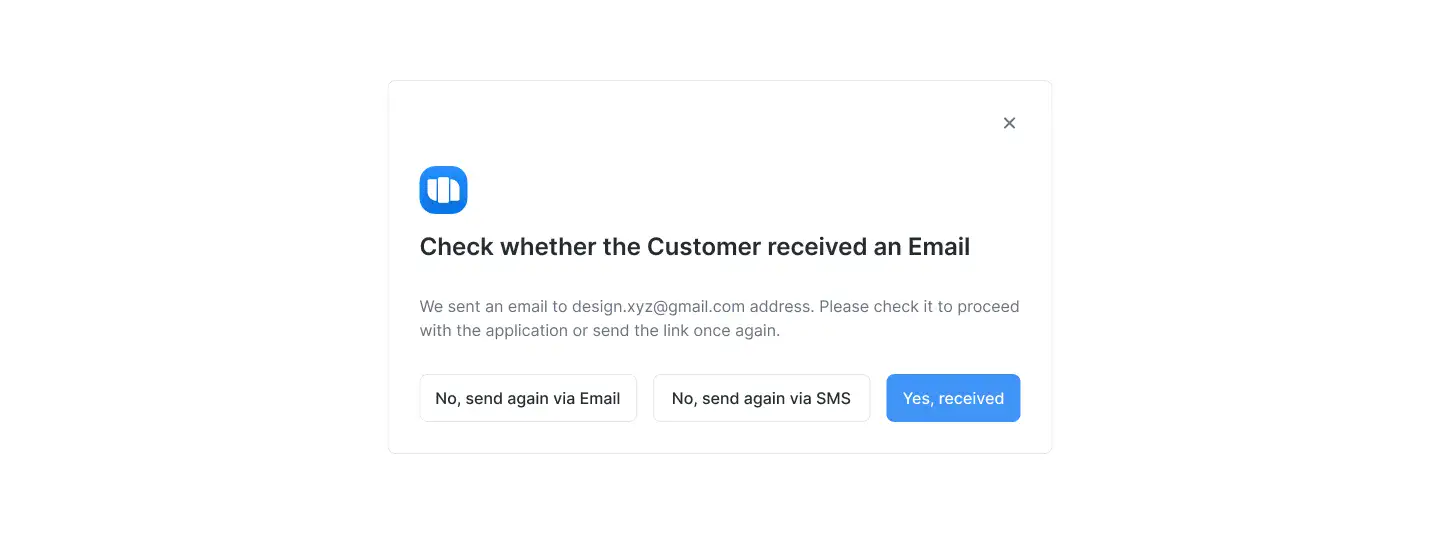 Check whether the Customer received an Email
We sent an email to design.xyz@gmail.com address. Please check it to proceed
with the application or send the link once again.
No, send again via Email
No, send again via SMS
Yes, received